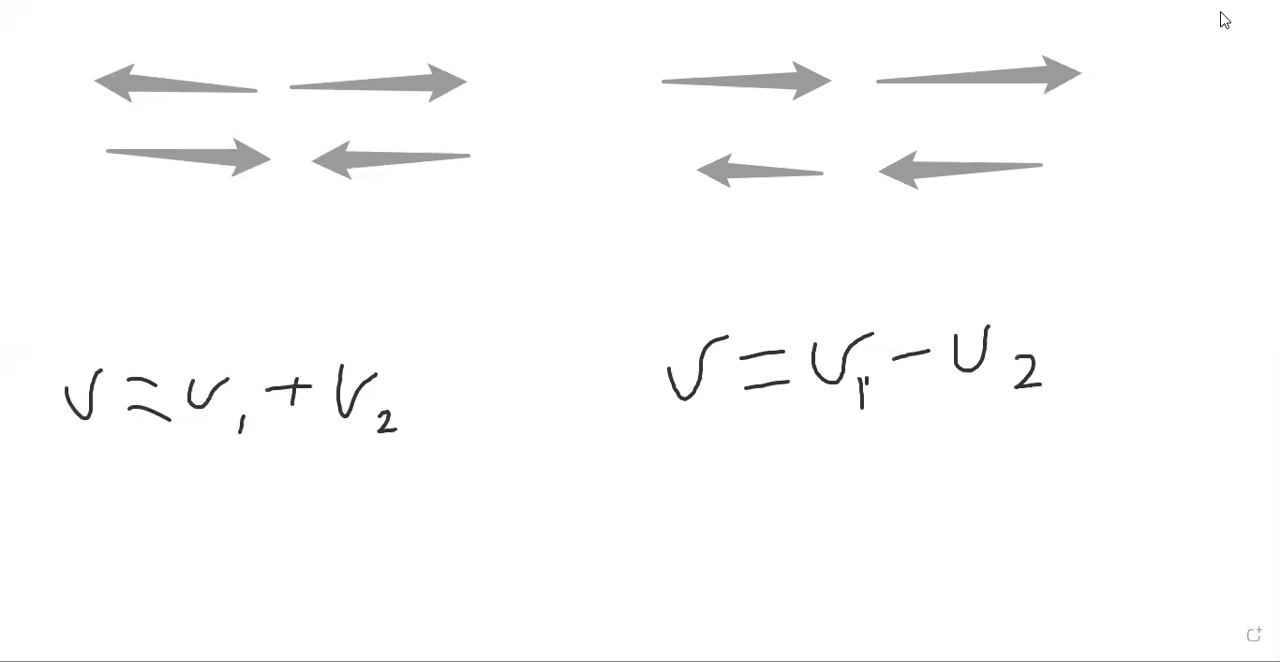 v = v₁ + v₂
v = v₁ - v₂